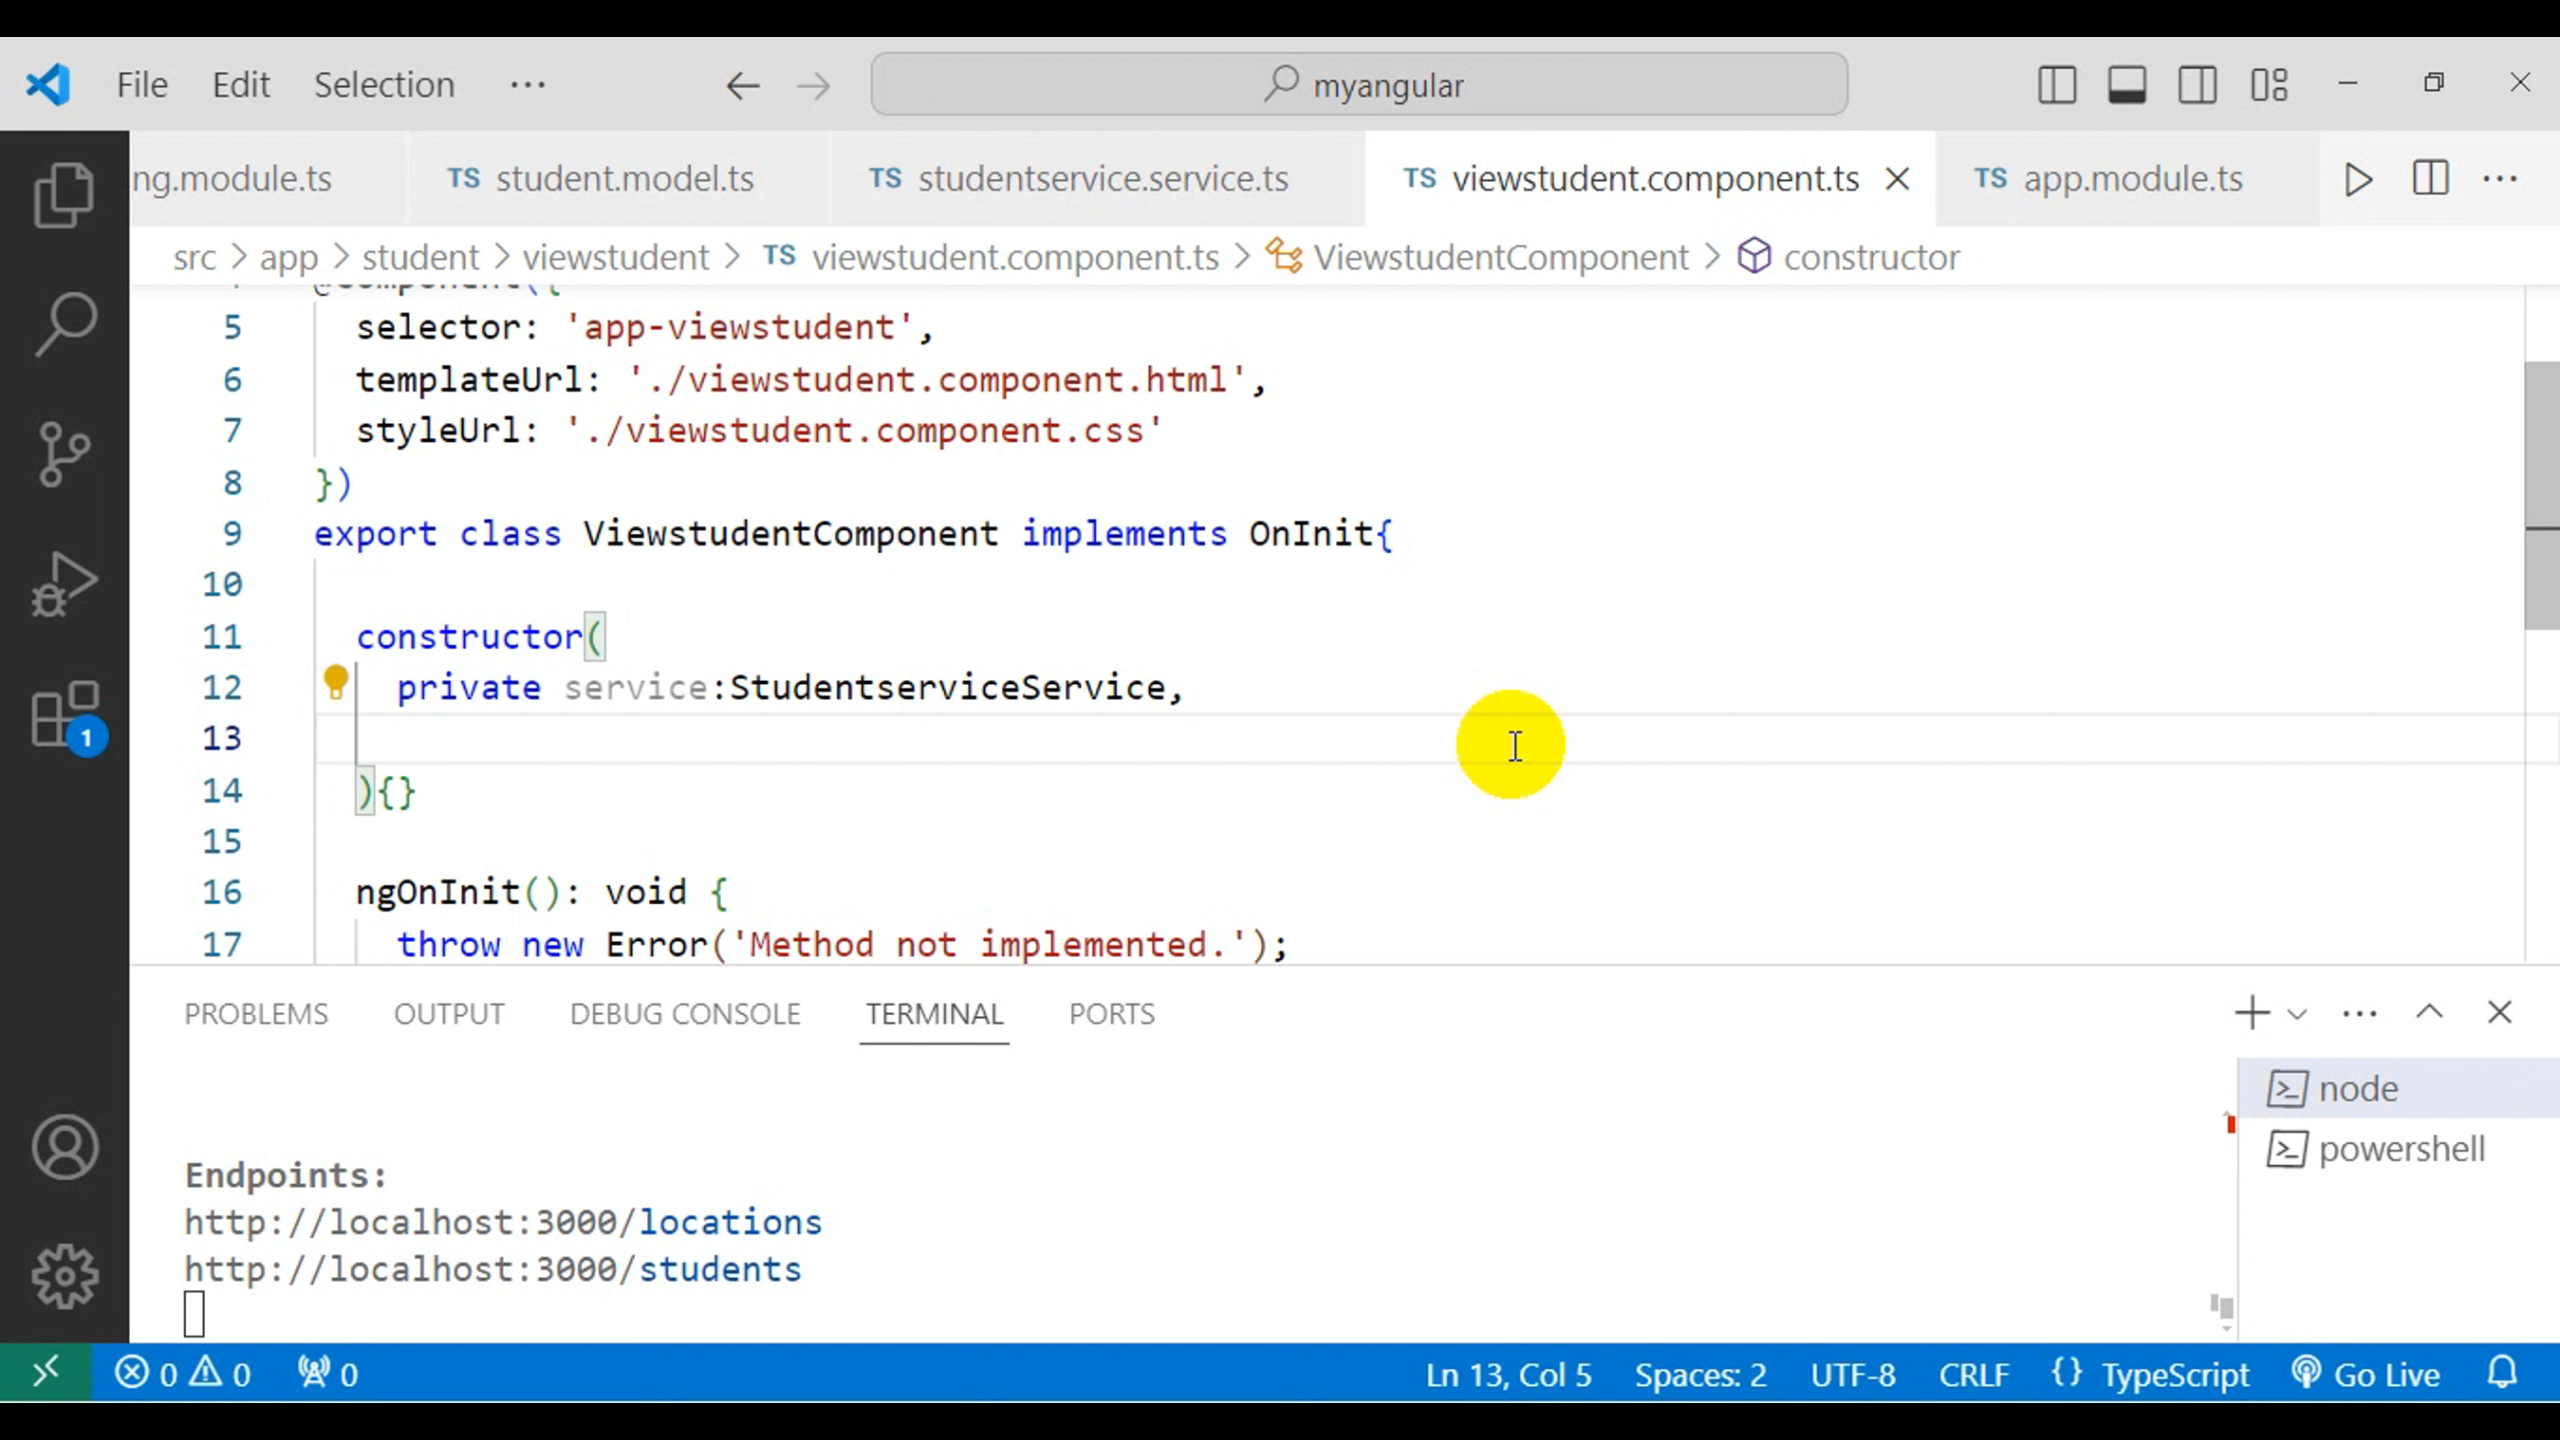 File Edit Selection ··· myangular
ng.module.ts TS student.model.ts TS studentservice.service.ts TS viewstudent.component.ts TS app.module.ts ···
src > app > student > viewstudent > TS viewstudent.component.ts > ViewstudentComponent > constructor
@Component({
5 selector: 'app-viewstudent',
6 templateUrl: './viewstudent.component.html',
7 styleUrl: './viewstudent.component.css'
8 })
9 export class ViewstudentComponent implements OnInit{
10
11 constructor(
12 private service:StudentserviceService,
13
14 ){}
15
16 ngOnInit(): void {
17 throw new Error('Method not implemented.');
1
PROBLEMS OUTPUT DEBUG CONSOLE TERMINAL PORTS
node
powershell
Endpoints:
http://localhost:3000/locations
http://localhost:3000/students
0 0 0 Ln 13, Col 5 Spaces: 2 UTF-8 CRLF {} TypeScript Go Live